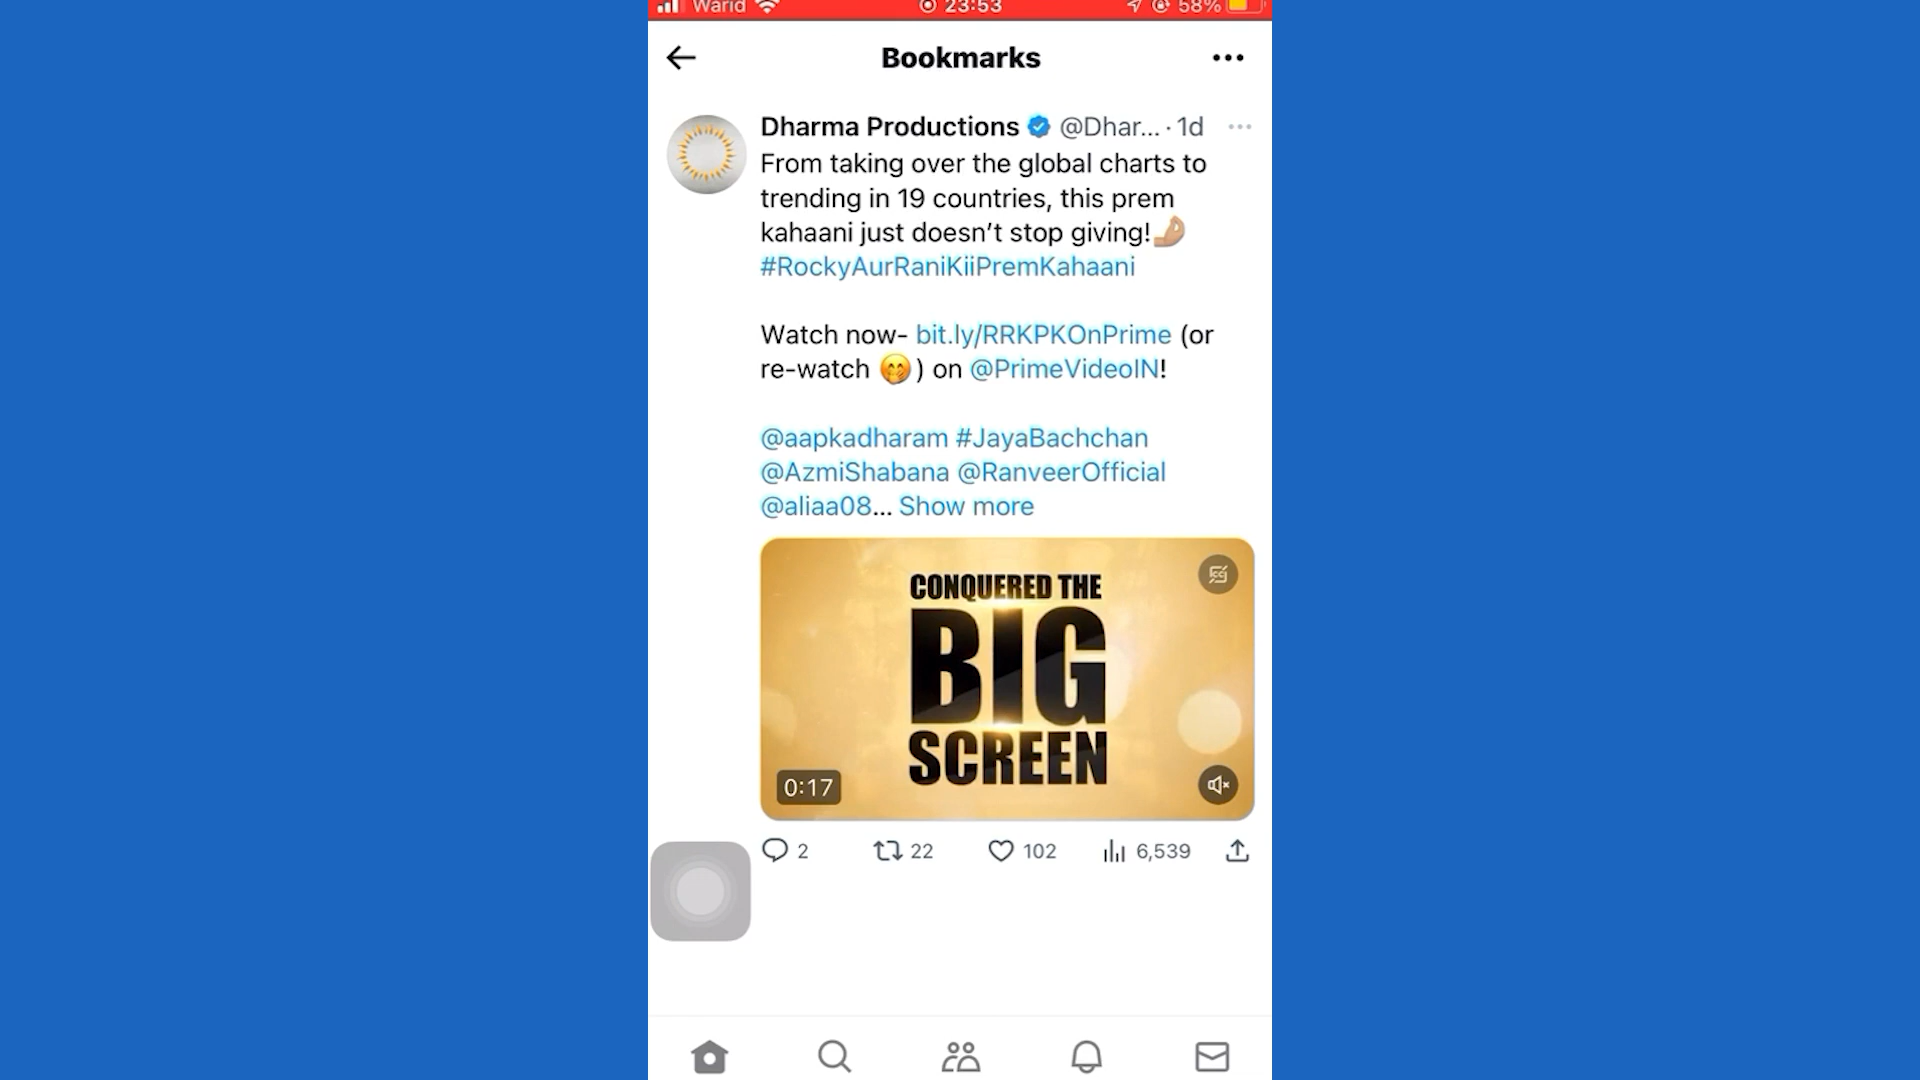 Warid 23:53 58%
Bookmarks
Dharma Productions @Dhar... · 1d
From taking over the global charts to
trending in 19 countries, this prem
kahaani just doesn’t stop giving!🤌🏼
#RockyAurRaniKiiPremKahaani
Watch now- bit.ly/RRKPKOnPrime (or
re-watch 🤭) on @PrimeVideoIN!
@aapkadharam #JayaBachchan
@AzmiShabana @RanveerOfficial
@aliaa08... Show more
CONQUERED THE
BIG
SCREEN
0:17
2 22 102 6,539